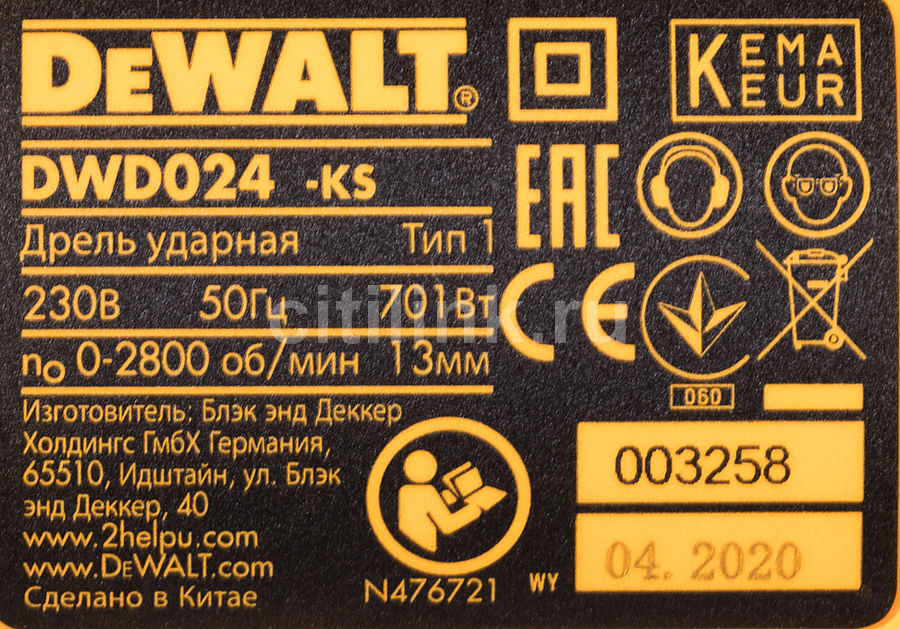 DEWALT®
KEMA
KEUR
DWD024 -KS
EAC
Дрель ударная Тип 1
230В 50Гц 701Вт
CE
n₀ 0-2800 об/мин 13мм
citilink.ru
060
Изготовитель: Блэк энд Деккер
Холдингс ГмбХ Германия,
65510, Идштайн, ул. Блэк
энд Деккер, 40
www.2helpu.com
www.DEWALT.com
Сделано в Китае
N476721
WY
003258
04. 2020